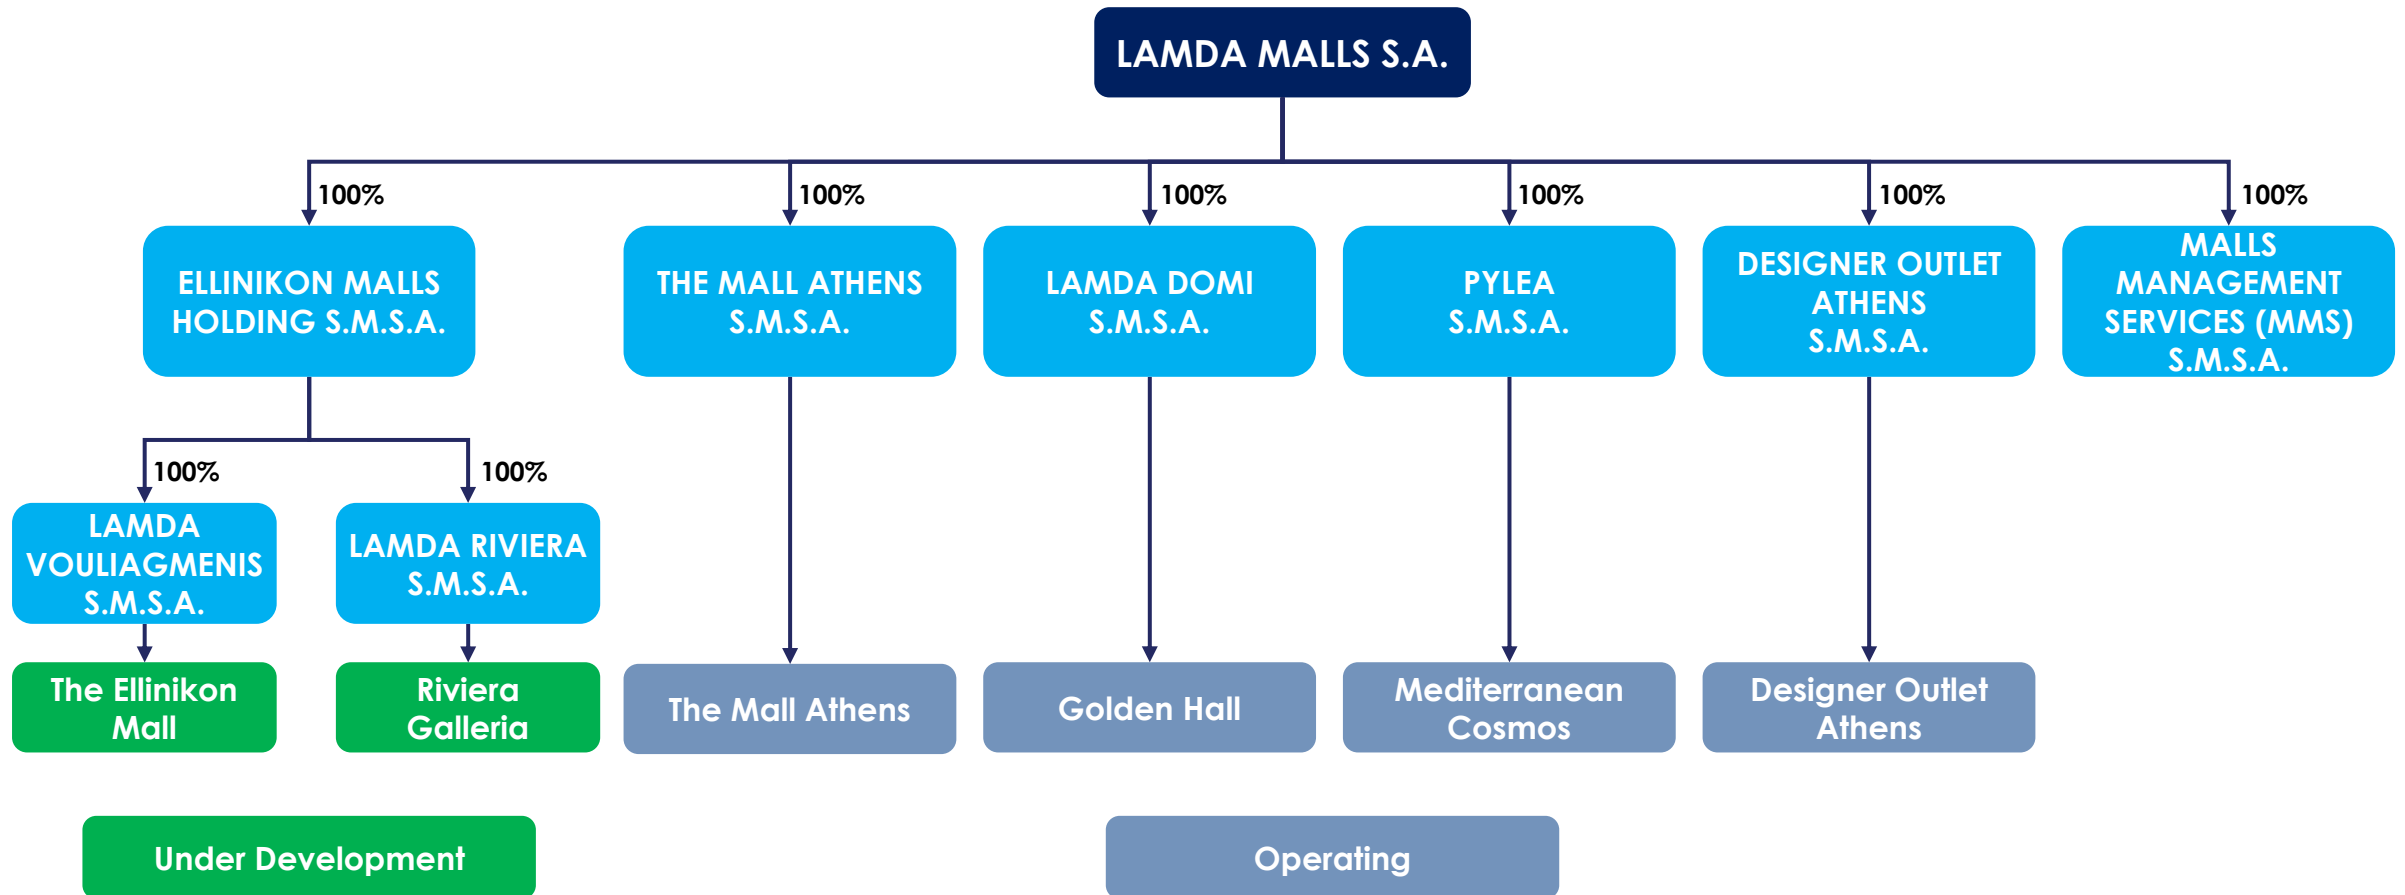 LAMDA MALLS S.A.
100%
100%
100%
100%
100%
100%
ELLINIKON MALLS
HOLDING S.M.S.A.
THE MALL ATHENS
S.M.S.A.
LAMDA DOMI
S.M.S.A.
PYLEA
S.M.S.A.
DESIGNER OUTLET
ATHENS
S.M.S.A.
MALLS
MANAGEMENT
SERVICES (MMS)
S.M.S.A.
100%
100%
LAMDA
VOULIAGMENIS
S.M.S.A.
LAMDA RIVIERA
S.M.S.A.
The Ellinikon
Mall
Riviera
Galleria
The Mall Athens
Golden Hall
Mediterranean
Cosmos
Designer Outlet
Athens
Under Development
Operating